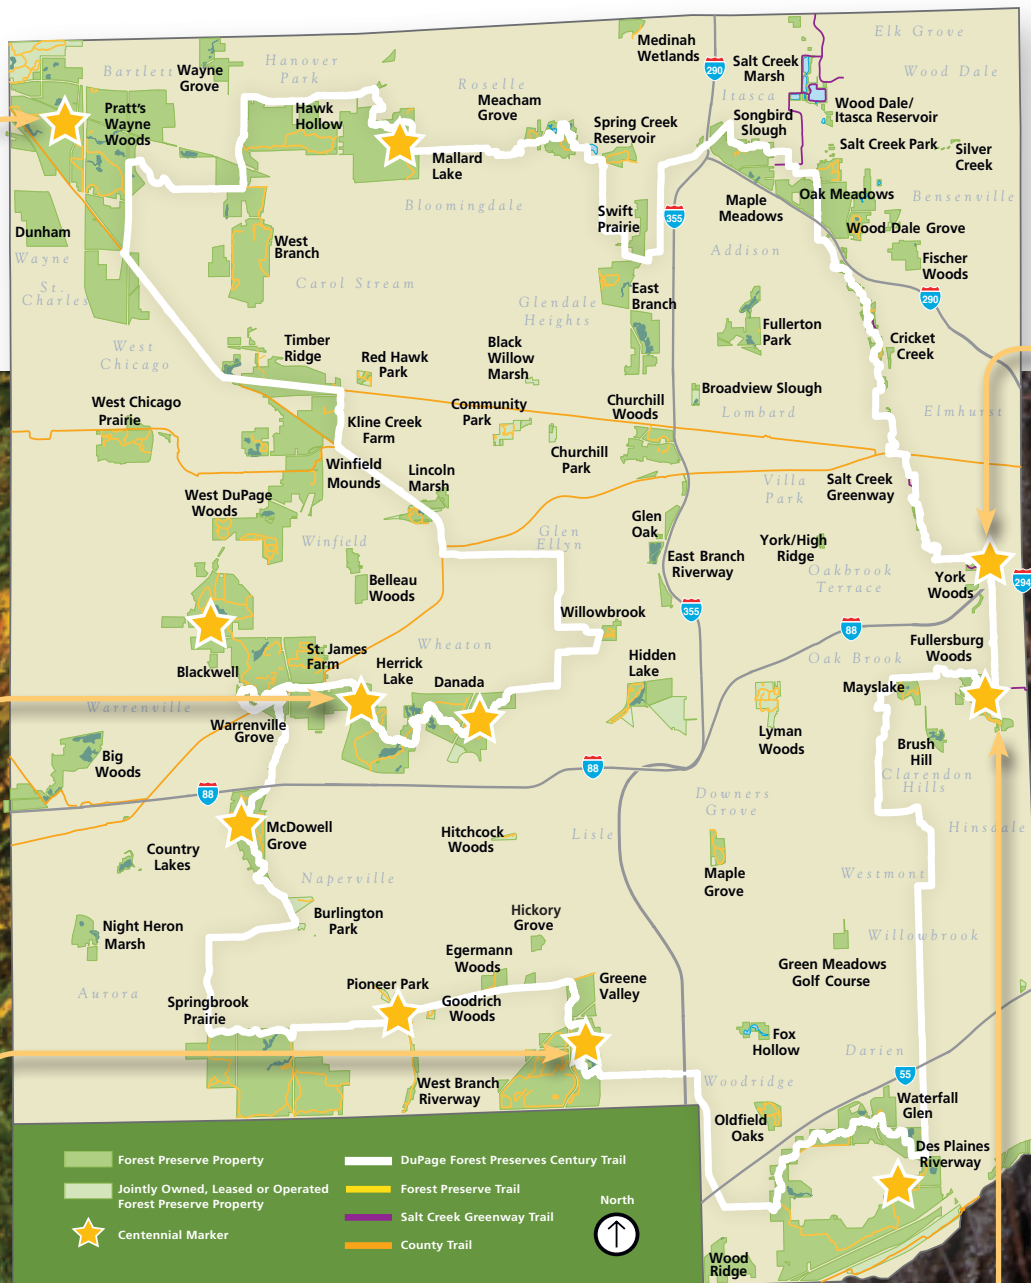 Elk Grove
Medinah
Wetlands
290
Salt Creek
Marsh
Wood Dale
Hanover
Park
Bartlett
Wayne
Grove
Roselle
Itasca
Pratt's
Wayne
Woods
Hawk
Hollow
Meacham
Grove
Spring Creek
Reservoir
Songbird
Slough
Wood Dale/
Itasca Reservoir
Salt Creek Park
Silver
Creek
Mallard
Lake
Bloomingdale
Swift
Prairie
355
Maple
Meadows
Oak Meadows
Bensenville
Dunham
Wayne
West
Branch
Wood Dale Grove
Addison
Fischer
Woods
St.
Charles
Carol Stream
East
Branch
290
Glendale
Heights
Fullerton
Park
Cricket
Creek
West
Chicago
Timber
Ridge
Red Hawk
Park
Black
Willow
Marsh
Broadview Slough
West Chicago
Prairie
Community
Park
Churchill
Woods
Lombard
Elmhurst
Kline Creek
Farm
Churchill
Park
Winfield
Mounds
Lincoln
Marsh
Villa
Park
Salt Creek
Greenway
West DuPage
Woods
Glen
Oak
Winfield
Glen
Ellyn
East Branch
Riverway
York/High
Ridge
Oakbrook
Terrace
York
Woods
294
Belleau
Woods
355
Willowbrook
88
Oak Brook
Fullersburg
Woods
Blackwell
St. James
Farm
Herrick
Lake
Wheaton
Danada
Hidden
Lake
Mayslake
Warrenville
Warrenville
Grove
Lyman
Woods
Brush
Hill
Big
Woods
88
88
Clarendon
Hills
Downers
Grove
McDowell
Grove
Hitchcock
Woods
Lisle
Hinsdale
Country
Lakes
Naperville
Maple
Grove
Westmont
Night Heron
Marsh
Burlington
Park
Hickory
Grove
Willowbrook
Egermann
Woods
Green Meadows
Golf Course
Aurora
Springbrook
Prairie
Pioneer Park
Goodrich
Woods
Greene
Valley
Fox
Hollow
Darien
55
West Branch
Riverway
Woodridge
Waterfall
Glen
Oldfield
Oaks
Des Plaines
Riverway
Wood
Ridge
Forest Preserve Property
Jointly Owned, Leased or Operated
Forest Preserve Property
Centennial Marker
DuPage Forest Preserves Century Trail
Forest Preserve Trail
Salt Creek Greenway Trail
County Trail
North